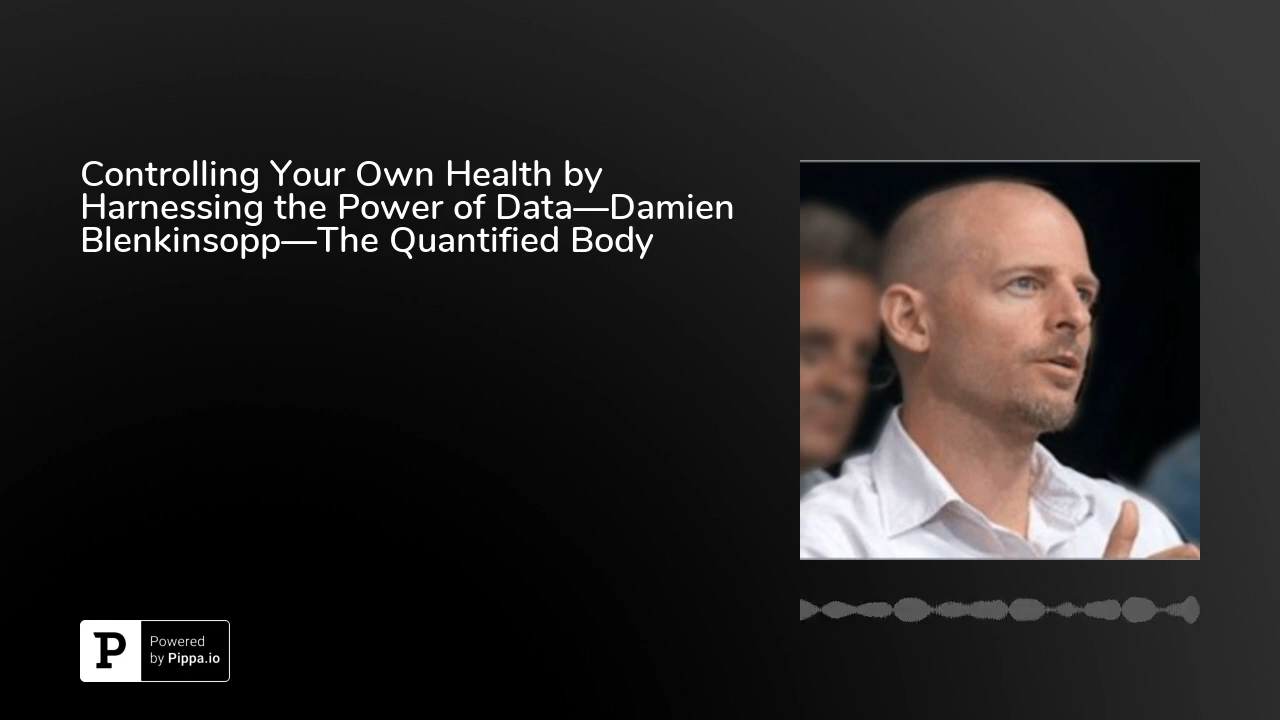 Controlling Your Own Health by
Harnessing the Power of Data—Damien
Blenkinsopp—The Quantified Body
P
Powered
by Pippa.io